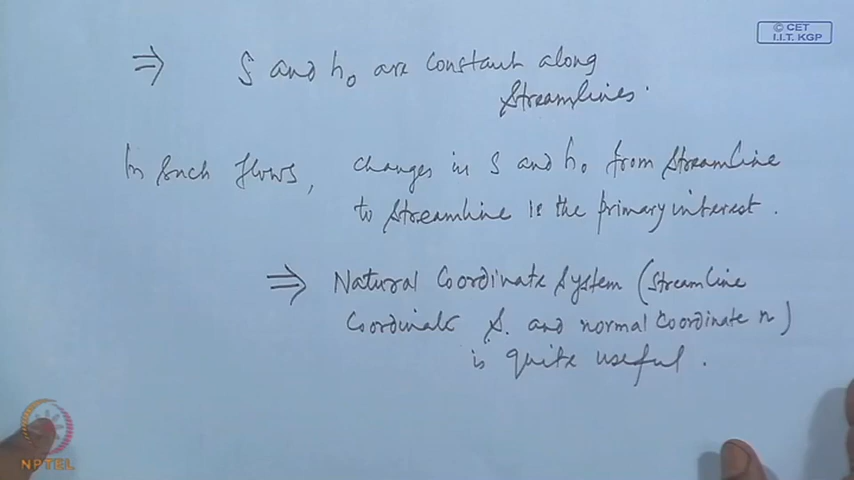 © CET
I.I.T. KGP
⇒ S and h₀ are constant along
Streamlines.
In such flows, changes in S and h₀ from streamline
to streamline is the primary interest.
⇒ Natural Coordinate System (Streamline
Coordinate s. and normal coordinate n)
is quite useful.
NPTEL